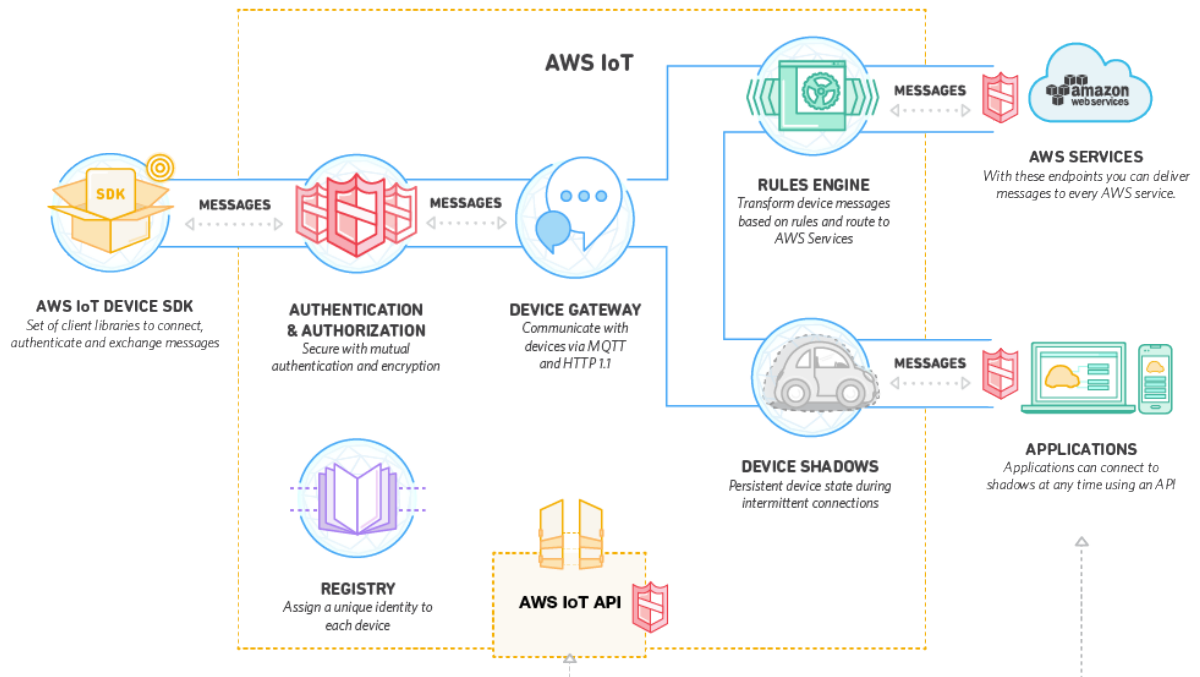 AWS IoT
SDK
MESSAGES
MESSAGES
MESSAGES
amazon
web services
AWS SERVICES
With these endpoints you can deliver
messages to every AWS service.
RULES ENGINE
Transform device messages
based on rules and route to
AWS Services
AWS IoT DEVICE SDK
Set of client libraries to connect,
authenticate and exchange messages
AUTHENTICATION
& AUTHORIZATION
Secure with mutual
authentication and encryption
DEVICE GATEWAY
Communicate with
devices via MQTT
and HTTP 1.1
MESSAGES
DEVICE SHADOWS
Persistent device state during
intermittent connections
APPLICATIONS
Applications can connect to
shadows at any time using an API
REGISTRY
Assign a unique identity to
each device
AWS IoT API